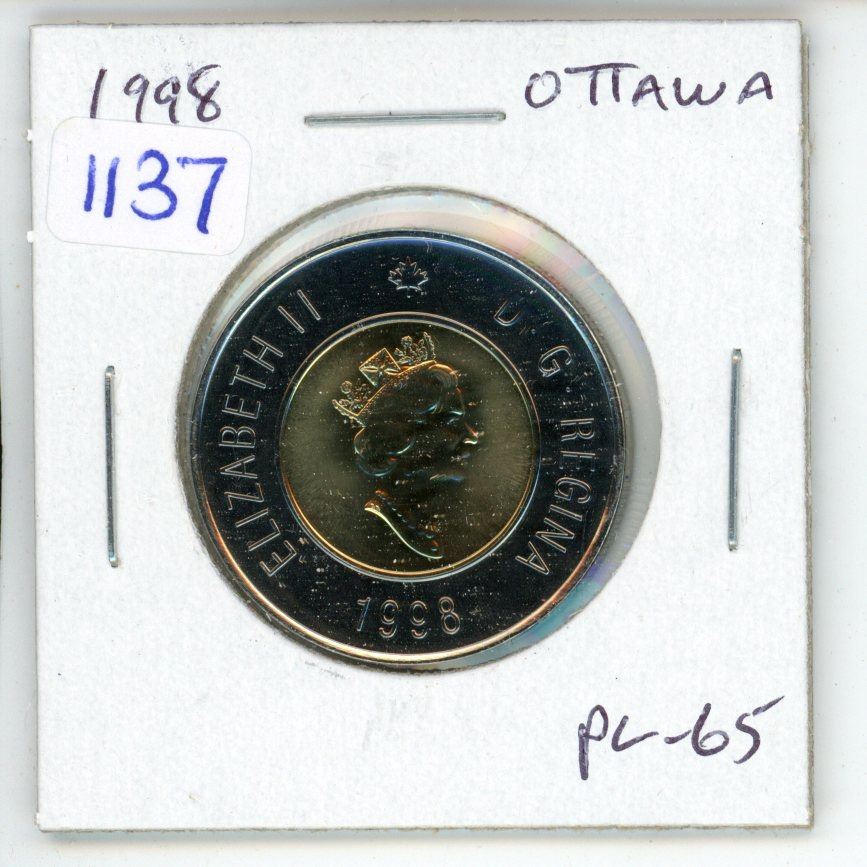 1998 OTTAWA
1137
ELIZABETH II D·G·REGINA
1998
PL-65